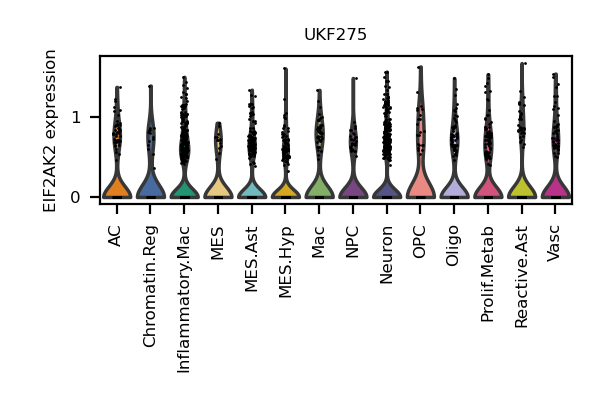 UKF275
EIF2AK2 expression
1
0
AC
Chromatin.Reg
Inflammatory.Mac
MES
MES.Ast
MES.Hyp
Mac
NPC
Neuron
OPC
Oligo
Prolif.Metab
Reactive.Ast
Vasc